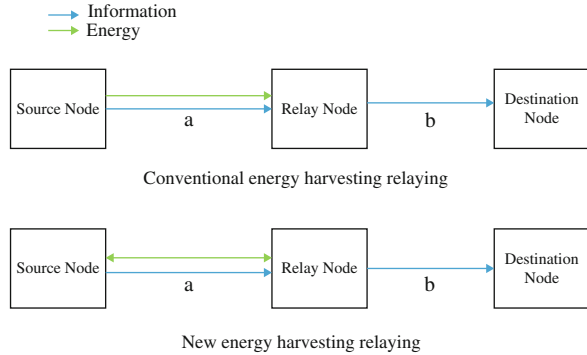 Information
Energy
Source Node
a
Relay Node
b
Destination
Node
Conventional energy harvesting relaying
Source Node
a
Relay Node
b
Destination
Node
New energy harvesting relaying